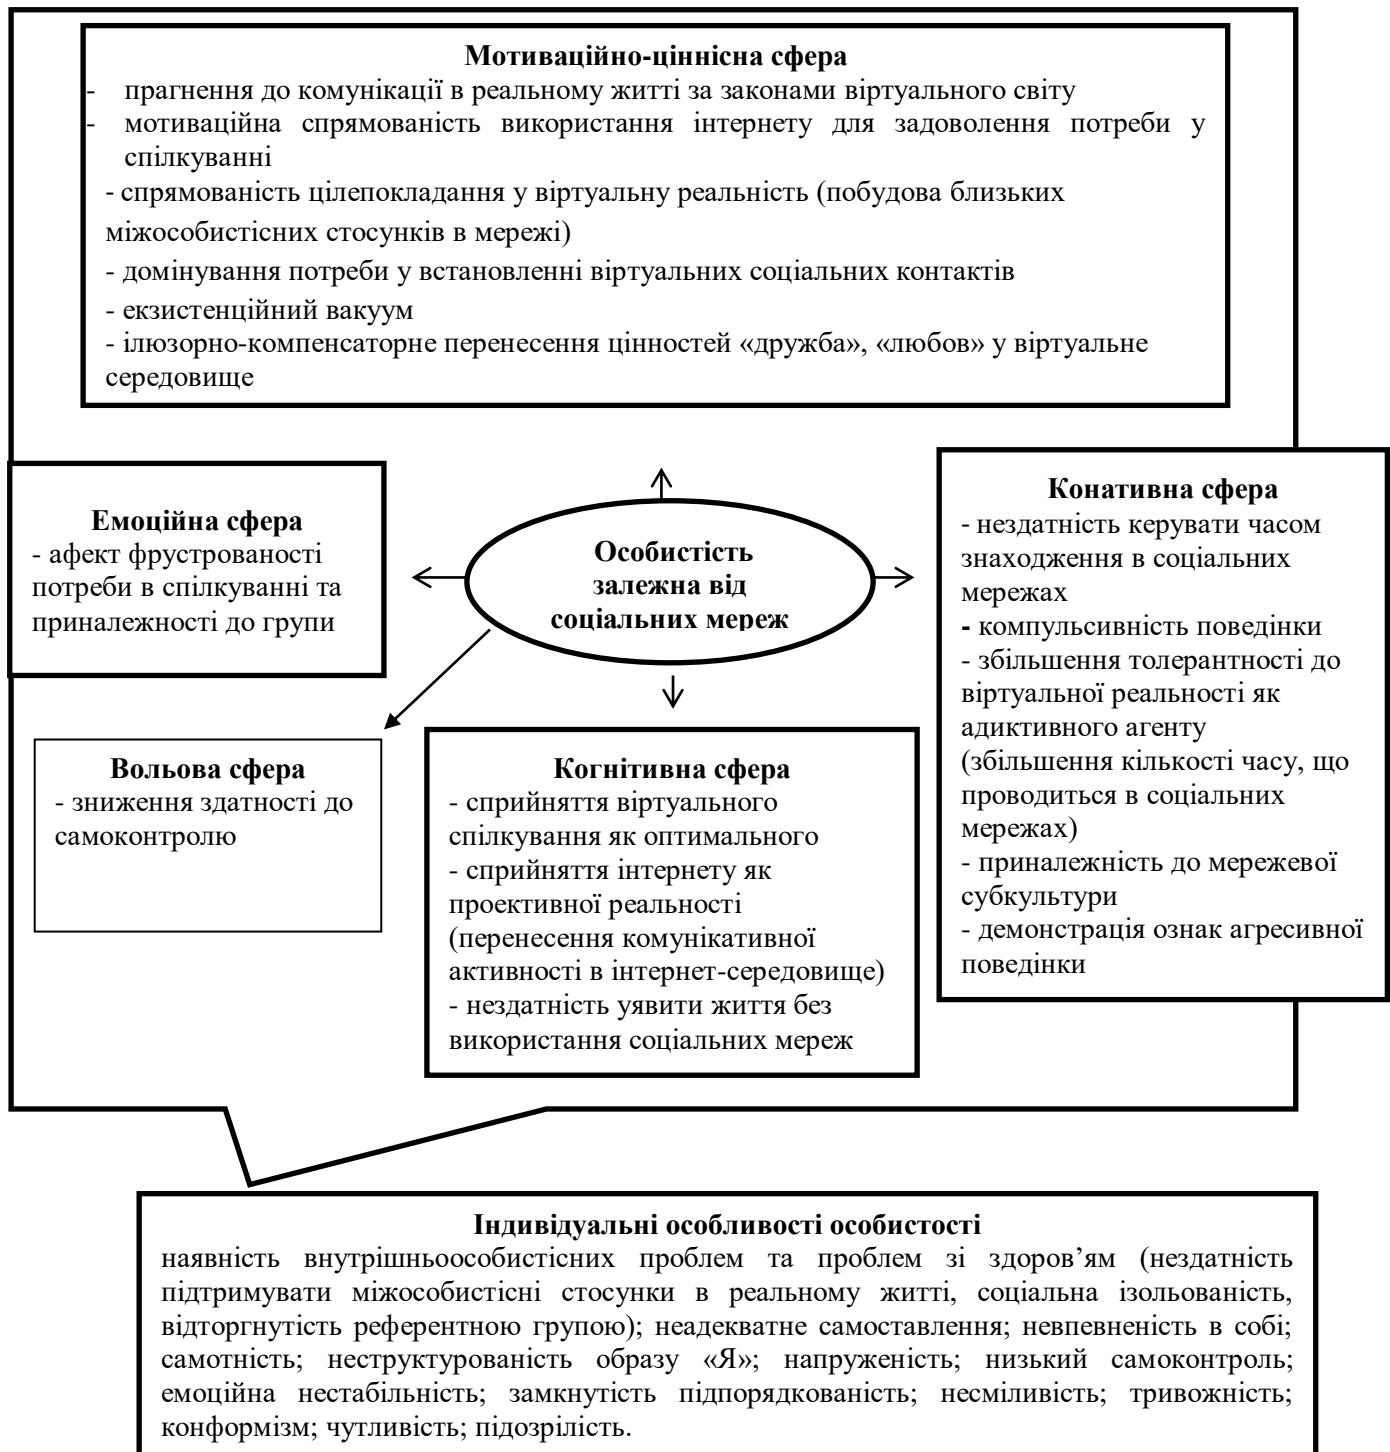 Мотиваційно-ціннісна сфера
- прагнення до комунікації в реальному житті за законами віртуального світу
- мотиваційна спрямованість використання інтернету для задоволення потреби у
спілкуванні
- спрямованість цілепокладання у віртуальну реальність (побудова близьких
міжособистісних стосунків в мережі)
- домінування потреби у встановленні віртуальних соціальних контактів
- екзистенційний вакуум
- ілюзорно-компенсаторне перенесення цінностей «дружба», «любов» у віртуальне
середовище
Емоційна сфера
- афект фрустрованості
потреби в спілкуванні та
приналежності до групи
Особистість
залежна від
соціальних мереж
Конативна сфера
- нездатність керувати часом
знаходження в соціальних
мережах
- компульсивність поведінки
- збільшення толерантності до
віртуальної реальності як
адиктивного агенту
(збільшення кількості часу, що
проводиться в соціальних
мережах)
- приналежність до мережевої
субкультури
- демонстрація ознак агресивної
поведінки
Вольова сфера
- зниження здатності до
самоконтролю
Когнітивна сфера
- сприйняття віртуального
спілкування як оптимального
- сприйняття інтернету як
проективної реальності
(перенесення комунікативної
активності в інтернет-середовище)
- нездатність уявити життя без
використання соціальних мереж
Індивідуальні особливості особистості
наявність внутрішньоособистісних проблем та проблем зі здоров’ям (нездатність
підтримувати міжособистісні стосунки в реальному житті, соціальна ізольованість,
відторгнутість референтною групою); неадекватне самоставлення; невпевненість в собі;
самотність; неструктурованість образу «Я»; напруженість; низький самоконтроль;
емоційна нестабільність; замкнутість підпорядкованість; несміливість; тривожність;
конформізм; чутливість; підозрілість.